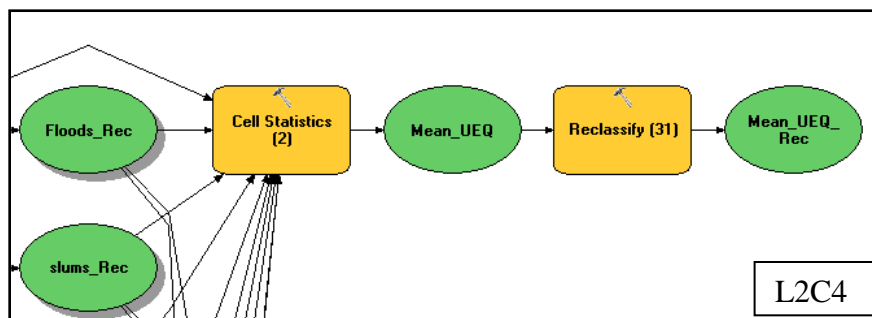 Floods_Rec
Cell Statistics
(2)
Mean_UEQ
Reclassify (31)
Mean_UEQ_
Rec
slums_Rec
L2C4